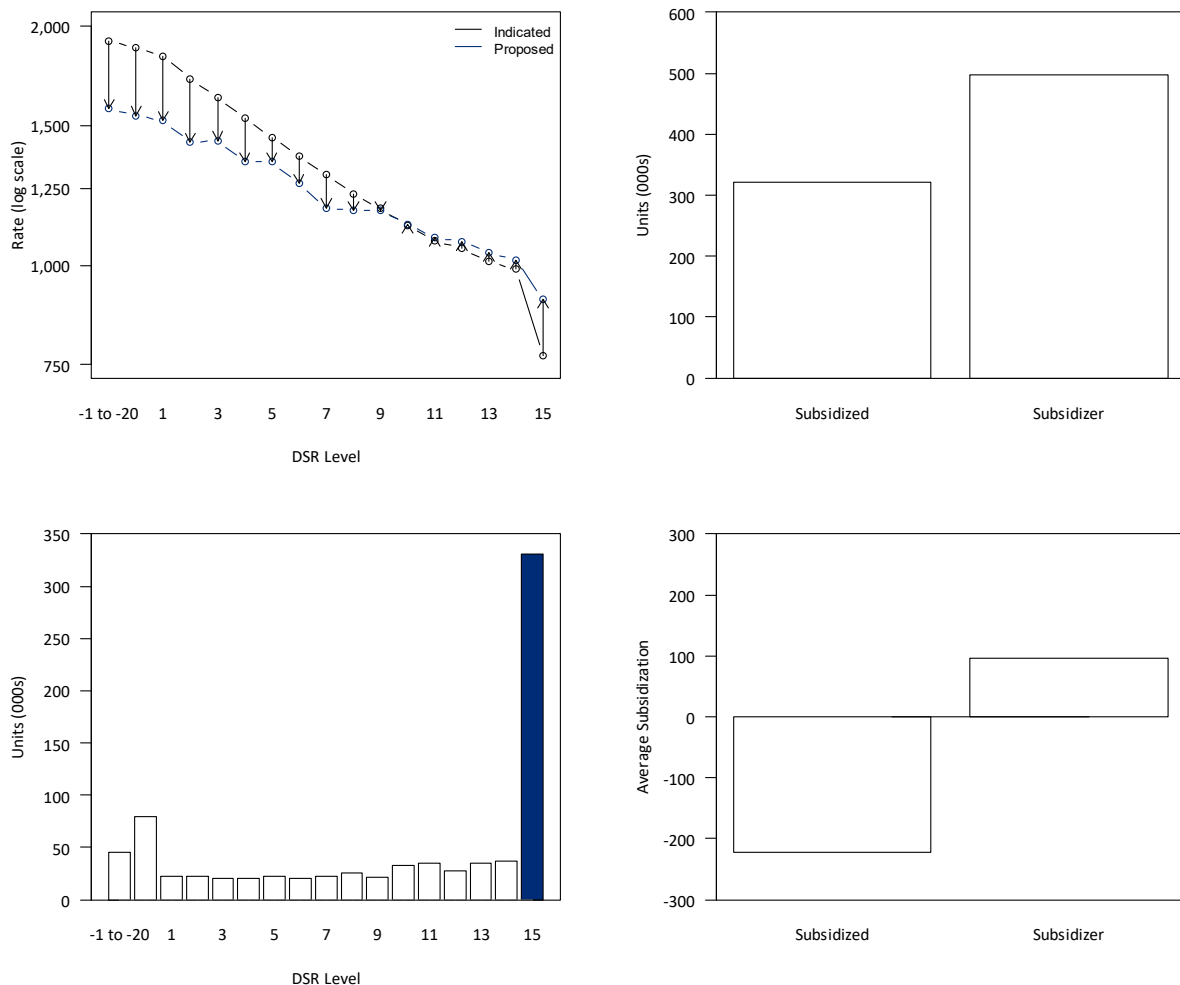 2,000
1,500
1,250
1,000
750
Rate (log scale)
Indicated
Proposed
-1 to -20 1 3 5 7 9 11 13 15
DSR Level
600
500
400
300
200
100
0
Units (000s)
Subsidized Subsidizer
350
300
250
200
150
100
50
0
Units (000s)
-1 to -20 1 3 5 7 9 11 13 15
DSR Level
300
200
100
0
-100
-200
-300
Average Subsidization
Subsidized Subsidizer